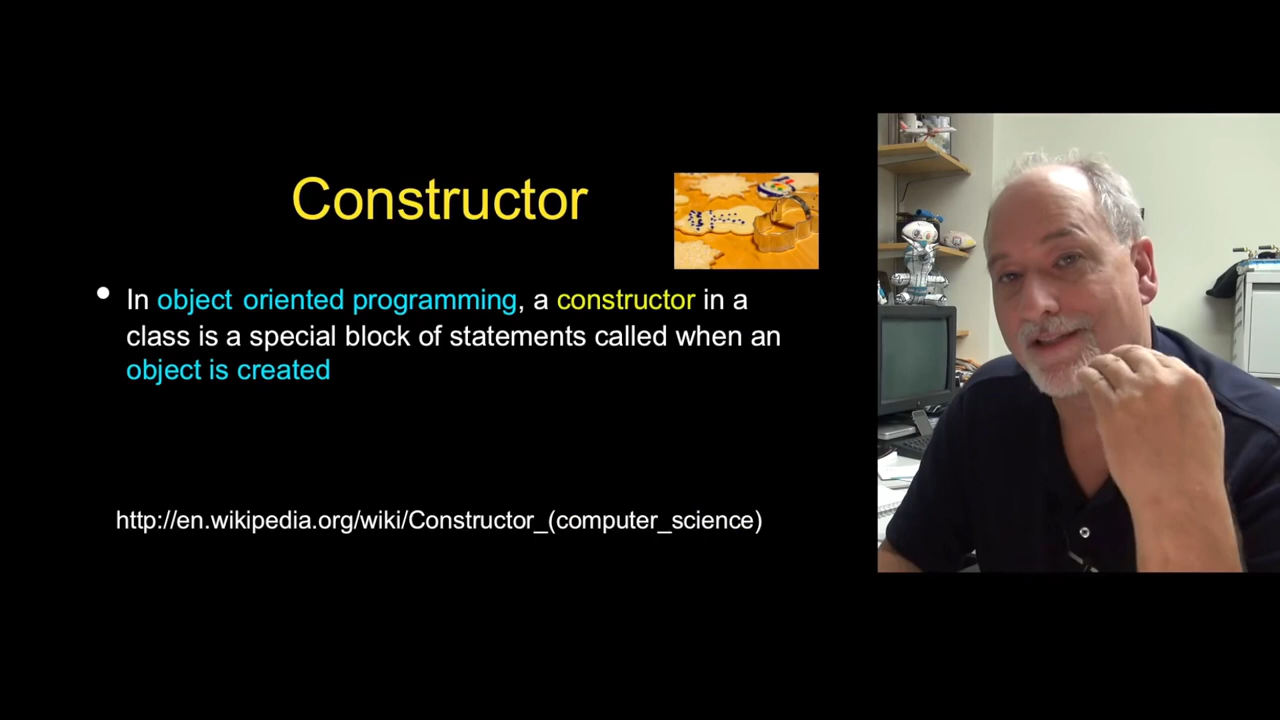 Constructor
• In object oriented programming, a constructor in a
class is a special block of statements called when an
object is created
http://en.wikipedia.org/wiki/Constructor_(computer_science)